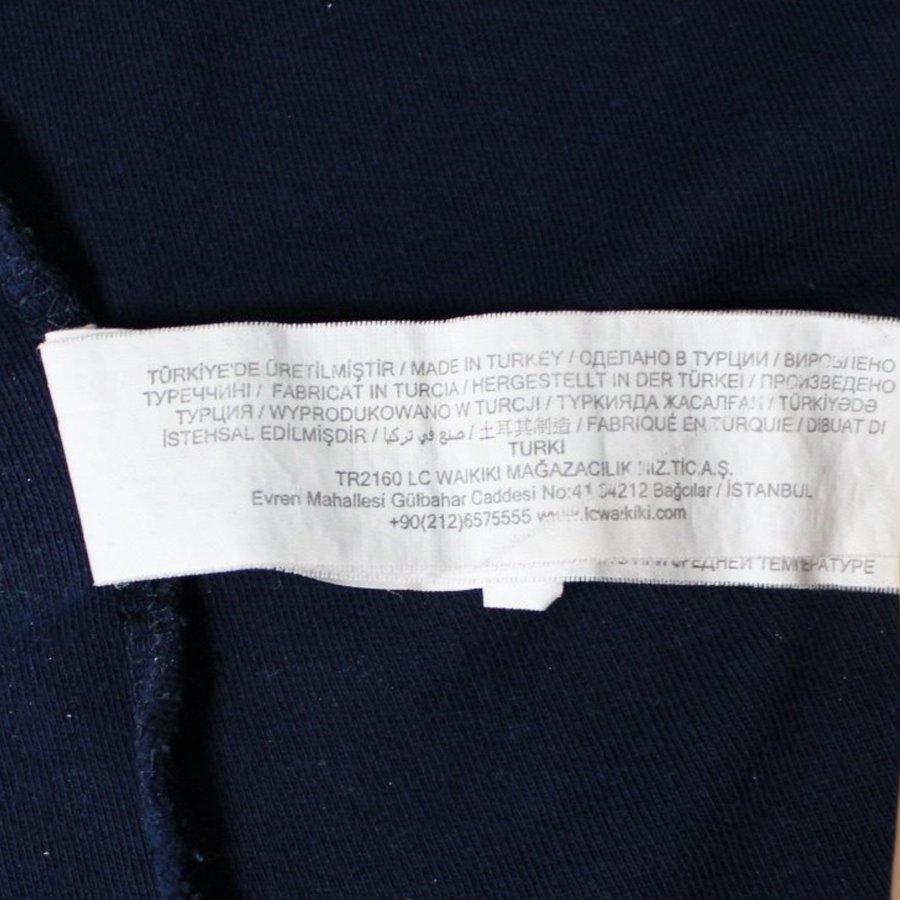 TÜRKİYE'DE ÜRETİLMİŞTİR / MADE IN TURKEY / СДЕЛАНО В ТУРЦИИ / ВИРОБЛЕНО
ТУРЕЧЧИНІ / FABRICAT IN TURCIA / HERGESTELLT IN DER TÜRKEI / ПРОИЗВЕДЕНО
ТУРЦИЯ / WYPRODUKOWANO W TURCJI / ТҮРКИЯДА ЖАСАЛҒАН / TÜRKİYƏDƏ
İSTEHSAL EDİLMİŞDİR / صنع في تركيا / 土耳其制造 / FABRIQUÉ EN TURQUIE / DIBUAT DI
TURKI
TR2160 LC WAIKIKI MAĞAZACILIK HİZ.TİC.A.Ş.
Evren Mahallesi Gülbahar Caddesi No:41 34212 Bağcılar / İSTANBUL
+90(212)6575555 www.lcwaikiki.com
СРЕДНЕЙ ТЕМПЕРАТУРЕ